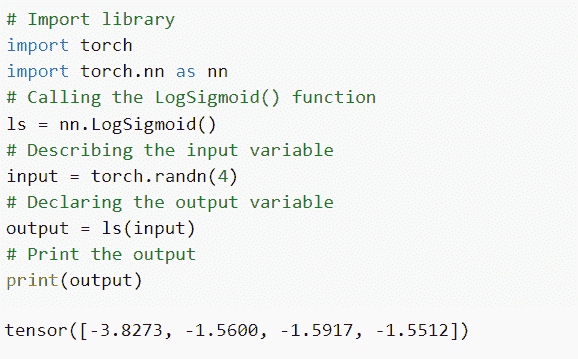 # Import library
import torch
import torch.nn as nn
# Calling the LogSigmoid() function
ls = nn.LogSigmoid()
# Describing the input variable
input = torch.randn(4)
# Declaring the output variable
output = ls(input)
# Print the output
print(output)
tensor([-3.8273, -1.5600, -1.5917, -1.5512])